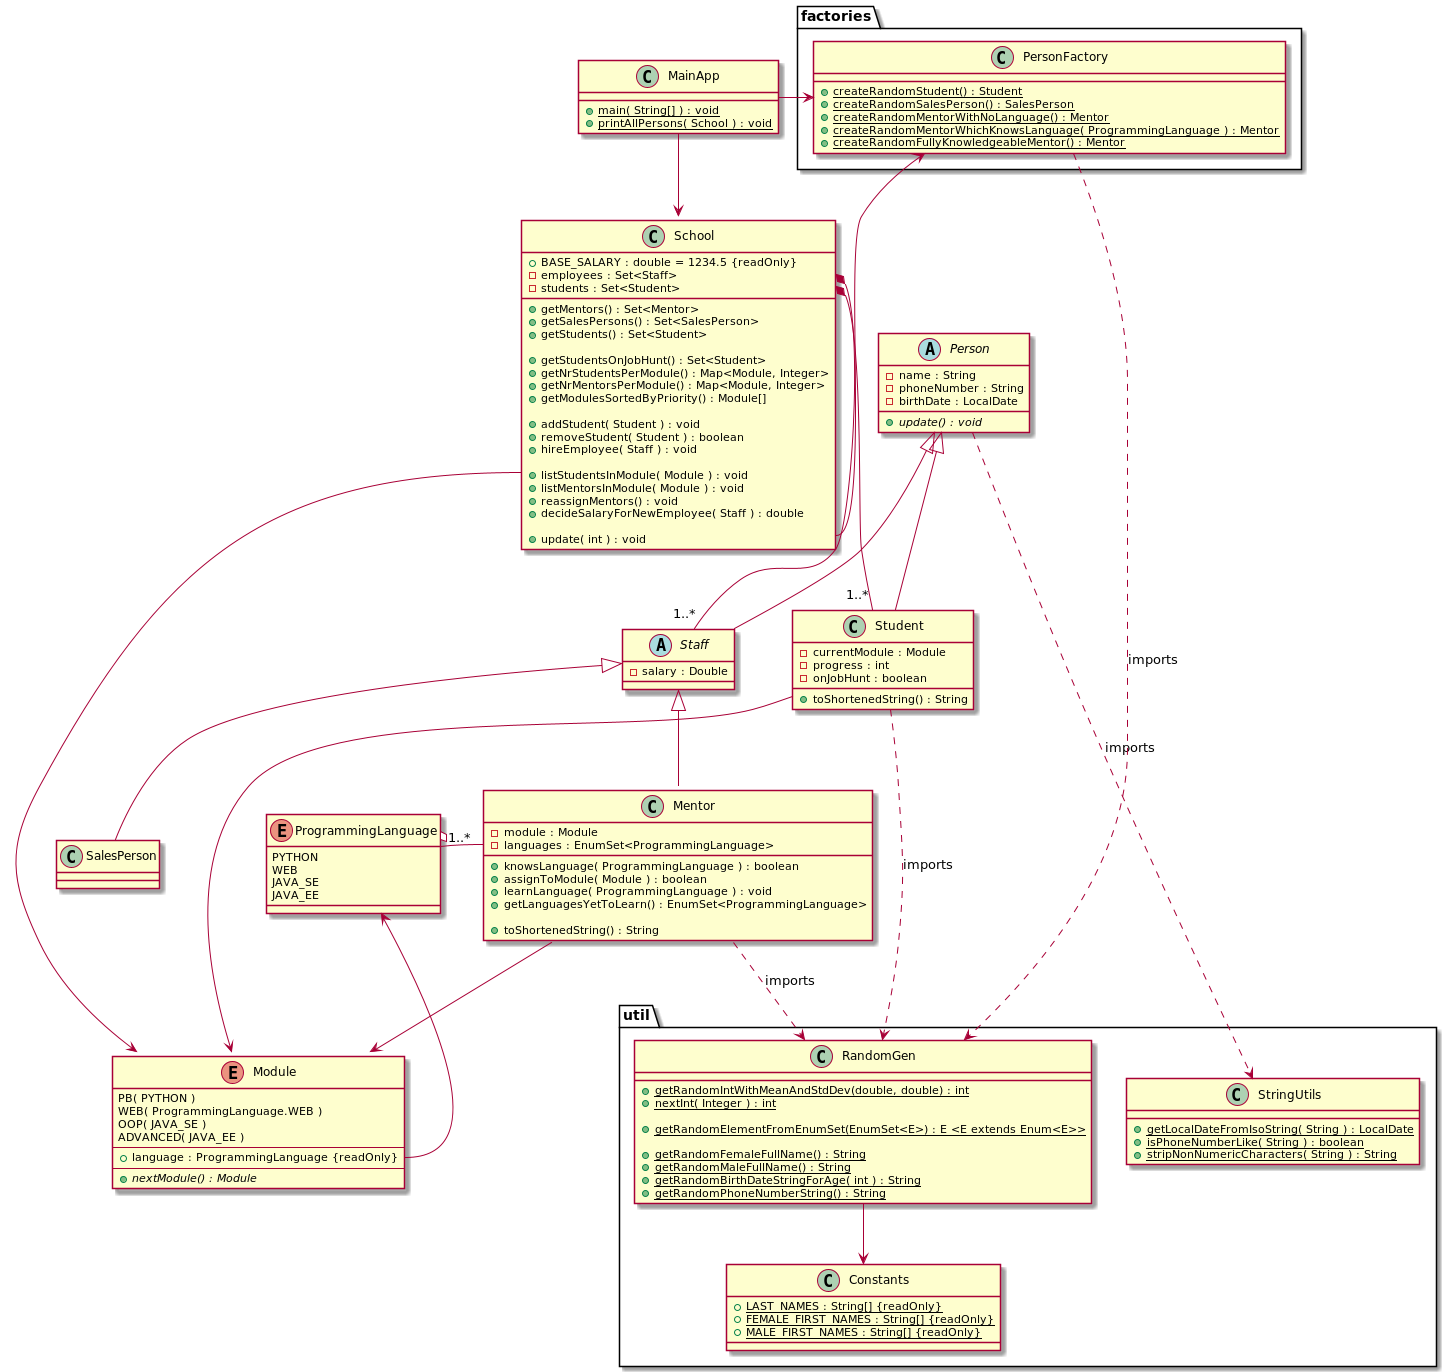 factories
C PersonFactory
createRandomStudent() : Student
createRandomSalesPerson() : SalesPerson
createRandomMentorWithNoLanguage() : Mentor
createRandomMentorWhichKnowsLanguage( ProgrammingLanguage ) : Mentor
createRandomFullyKnowledgeableMentor() : Mentor
C MainApp
main( String[] ) : void
printAllPersons( School ) : void
C School
BASE_SALARY : double = 1234.5 {readOnly}
employees : Set<Staff>
students : Set<Student>
getMentors() : Set<Mentor>
getSalesPersons() : Set<SalesPerson>
getStudents() : Set<Student>
getStudentsOnJobHunt() : Set<Student>
getNrStudentsPerModule() : Map<Module, Integer>
getNrMentorsPerModule() : Map<Module, Integer>
getModulesSortedByPriority() : Module[]
addStudent( Student ) : void
removeStudent( Student ) : boolean
hireEmployee( Staff ) : void
listStudentsInModule( Module ) : void
listMentorsInModule( Module ) : void
reassignMentors() : void
decideSalaryForNewEmployee( Staff ) : double
update( int ) : void
A Person
name : String
phoneNumber : String
birthDate : LocalDate
update() : void
1..*
1..*
A Staff
salary : Double
C Student
currentModule : Module
progress : int
onJobHunt : boolean
toShortenedString() : String
imports
imports
C SalesPerson
E ProgrammingLanguage
PYTHON
WEB
JAVA_SE
JAVA_EE
1..*
C Mentor
module : Module
languages : EnumSet<ProgrammingLanguage>
knowsLanguage( ProgrammingLanguage ) : boolean
assignToModule( Module ) : boolean
learnLanguage( ProgrammingLanguage ) : void
getLanguagesYetToLearn() : EnumSet<ProgrammingLanguage>
toShortenedString() : String
imports
imports
E Module
PB( PYTHON )
WEB( ProgrammingLanguage.WEB )
OOP( JAVA_SE )
ADVANCED( JAVA_EE )
language : ProgrammingLanguage {readOnly}
nextModule() : Module
util
C RandomGen
getRandomIntWithMeanAndStdDev(double, double) : int
nextInt( Integer ) : int
getRandomElementFromEnumSet(EnumSet<E>) : E <E extends Enum<E>>
getRandomFemaleFullName() : String
getRandomMaleFullName() : String
getRandomBirthDateStringForAge( int ) : String
getRandomPhoneNumberString() : String
C StringUtils
getLocalDateFromIsoString( String ) : LocalDate
isPhoneNumberLike( String ) : boolean
stripNonNumericCharacters( String ) : String
C Constants
LAST_NAMES : String[] {readOnly}
FEMALE_FIRST_NAMES : String[] {readOnly}
MALE_FIRST_NAMES : String[] {readOnly}